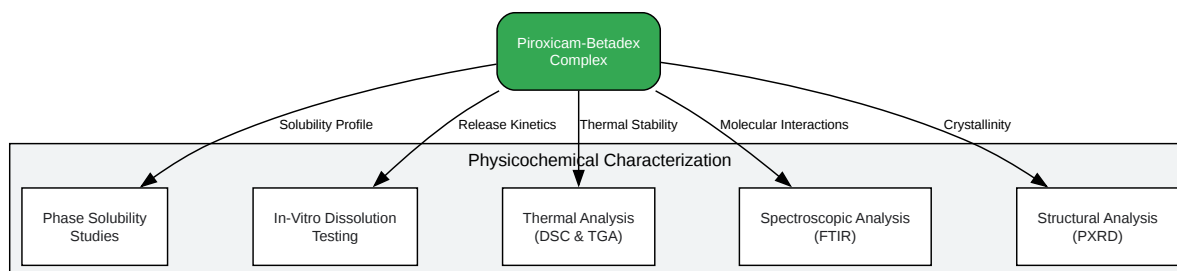 Piroxicam-Betadex
Complex
Solubility Profile
Release Kinetics
Thermal Stability
Molecular Interactions
Crystallinity
Physicochemical Characterization
Phase Solubility
Studies
In-Vitro Dissolution
Testing
Thermal Analysis
(DSC & TGA)
Spectroscopic Analysis
(FTIR)
Structural Analysis
(PXRD)